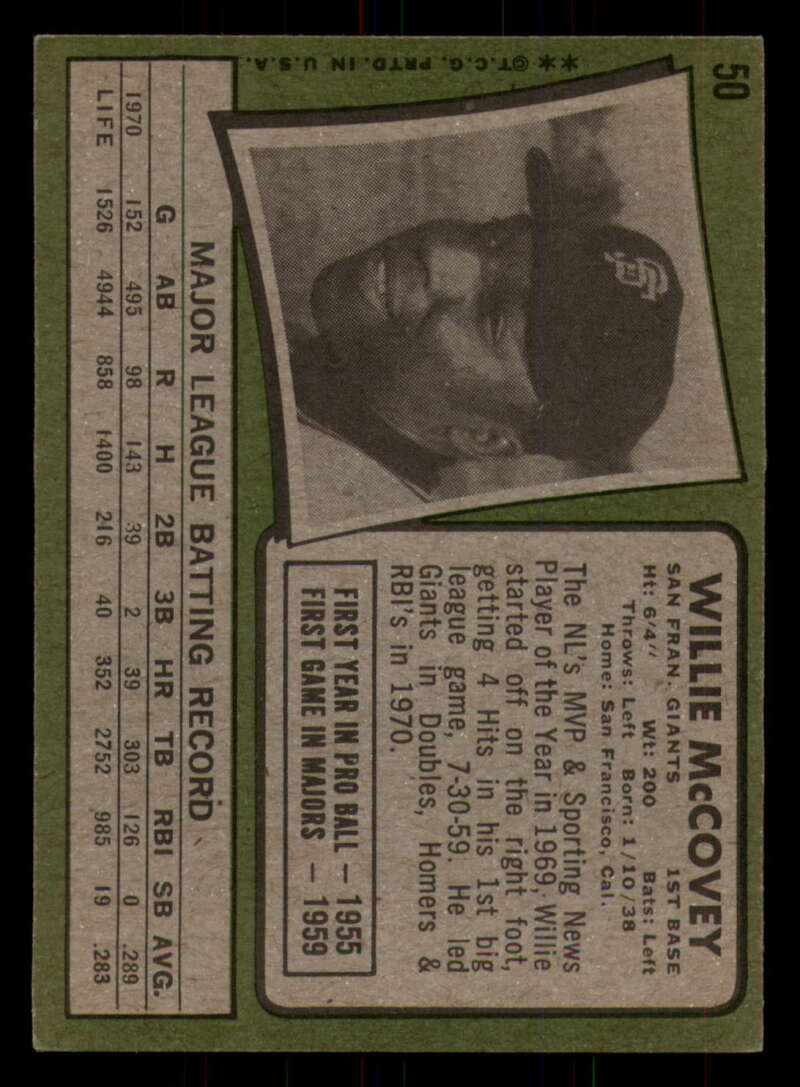 50
**©T.C.G. PRTD. IN U.S.A.
SF
WILLIE McCOVEY
SAN FRAN. GIANTS 1ST BASE
Ht: 6'4" Wt: 200 Bats: Left
Throws: Left Born: 1/10/38
Home: San Francisco, Cal.
The NL's MVP & Sporting News
Player of the Year in 1969, Willie
started off on the right foot,
getting 4 Hits in his 1st big
league game, 7-30-59. He led
Giants in Doubles, Homers &
RBI's in 1970.
FIRST YEAR IN PRO BALL — 1955
FIRST GAME IN MAJORS — 1959
MAJOR LEAGUE BATTING RECORD
G AB R H 2B 3B HR TB RBI SB AVG.
1970 152 495 98 143 39 2 39 303 126 0 .289
LIFE 1526 4944 858 1400 216 40 352 2752 985 19 .283